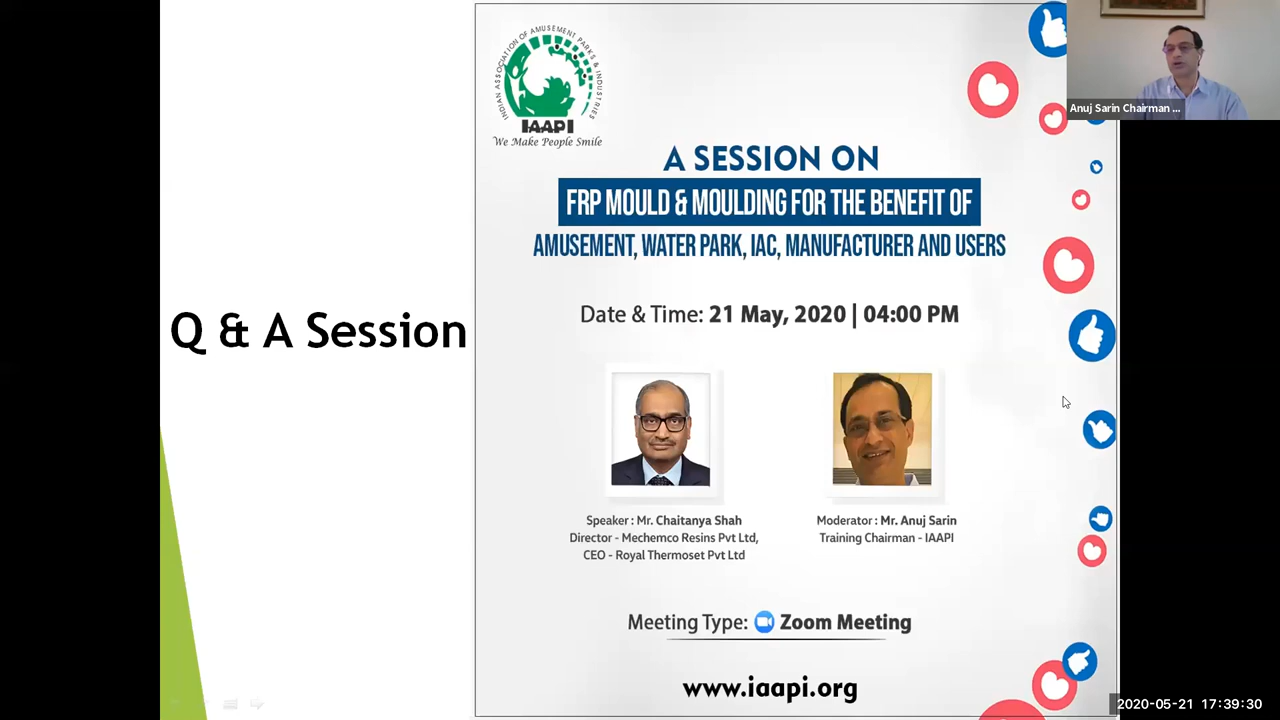 Q & A Session
INDIAN ASSOCIATION OF AMUSEMENT PARKS & INDUSTRIES
IAAPI
We Make People Smile
A SESSION ON
FRP MOULD & MOULDING FOR THE BENEFIT OF
AMUSEMENT, WATER PARK, IAC, MANUFACTURER AND USERS
Date & Time: 21 May, 2020 | 04:00 PM
Speaker : Mr. Chaitanya Shah
Director - Mechemco Resins Pvt Ltd,
CEO - Royal Thermoset Pvt Ltd
Moderator : Mr. Anuj Sarin
Training Chairman - IAAPI
Meeting Type: Zoom Meeting
www.iaapi.org
Anuj Sarin Chairman ...
2020-05-21 17:39:30